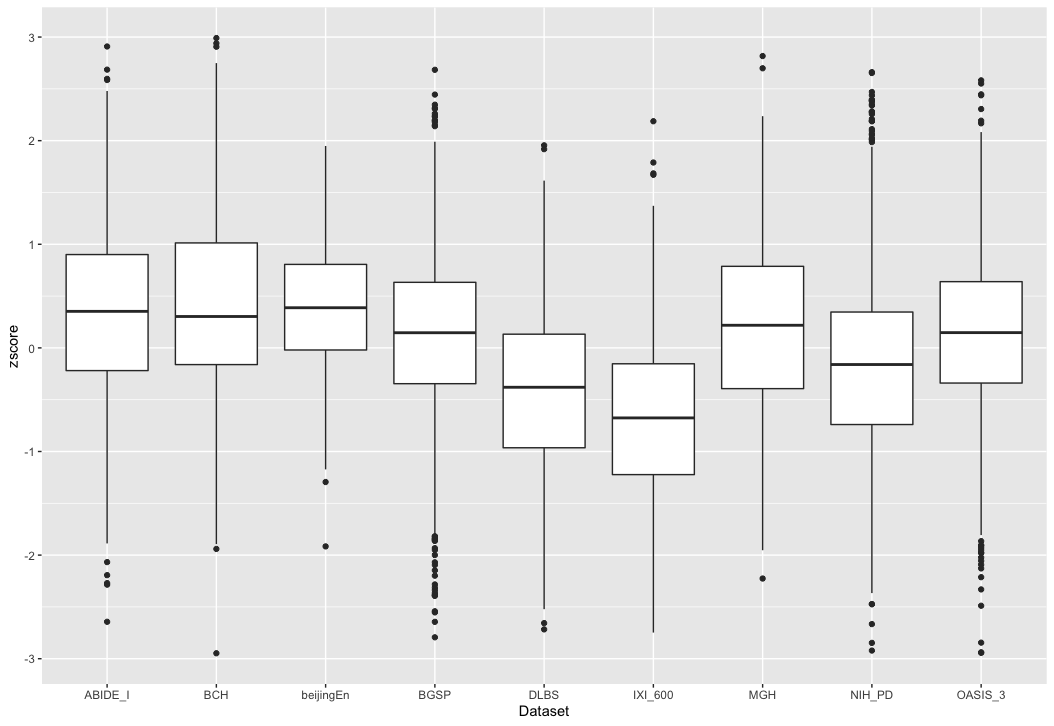 zscore
3
2
1
0
-1
-2
-3
ABIDE_I BCH beijingEn BGSP DLBS IXI_600 MGH NIH_PD OASIS_3
Dataset